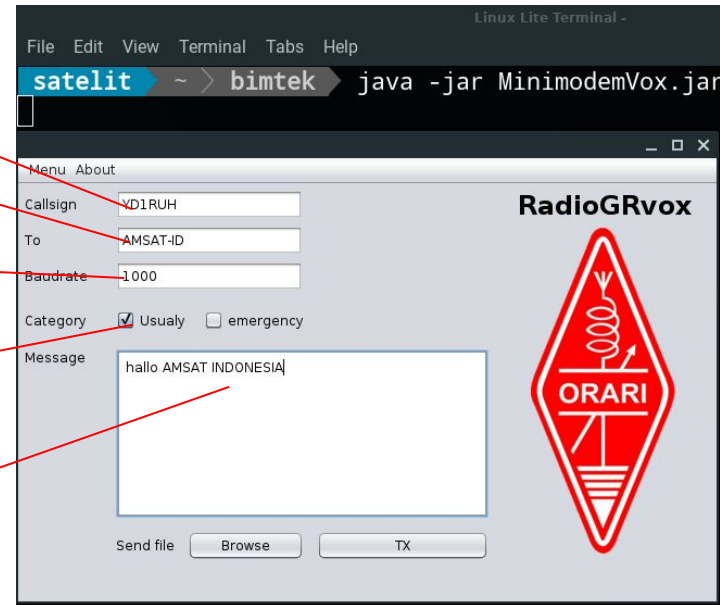 Linux Lite Terminal -
File Edit View Terminal Tabs Help
satelit ~ bimtek java -jar MinimodemVox.jar
Menu About
Callsign YD1RUH
RadioGRvox
To AMSAT-ID
Baudrate 1000
Category Usualy emergency
Message hallo AMSAT INDONESIA
ORARI
Send file Browse TX